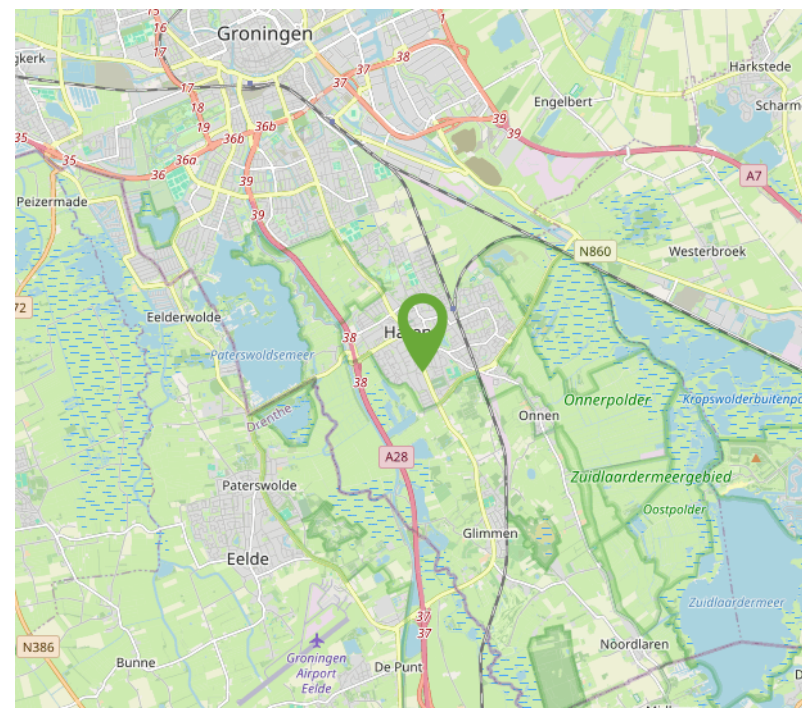 15
16
17
Groningen
1
38
37
37
gkerk
17
18
19
36b
36b
Engelbert
Harkstede
Scharm
39
39
35
35
36a
36
39
39
A7
Peizermade
N860
Westerbroek
72
Eelderwolde
Paterswoldsemeer
38
38
Drenthe
Onnerpolder
Onnen
A28
Paterswolde
Zuidlaardermeergebied
Oostpolder
Glimmen
Eelde
Zuidlaardermeer
37
37
N386
Bunne
Groningen
Airport
Eelde
De Punt
Noordlaren